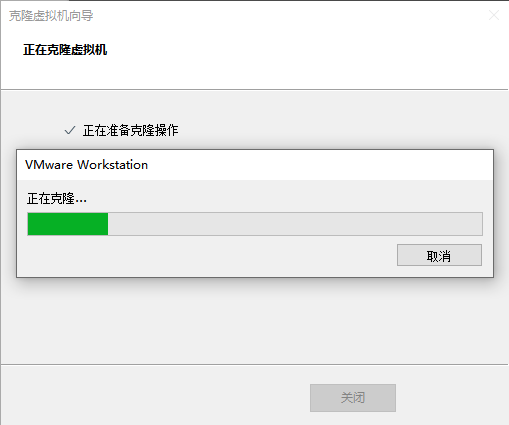 克隆虚拟机向导
正在克隆虚拟机
正在准备克隆操作
VMware Workstation
正在克隆...
取消
关闭